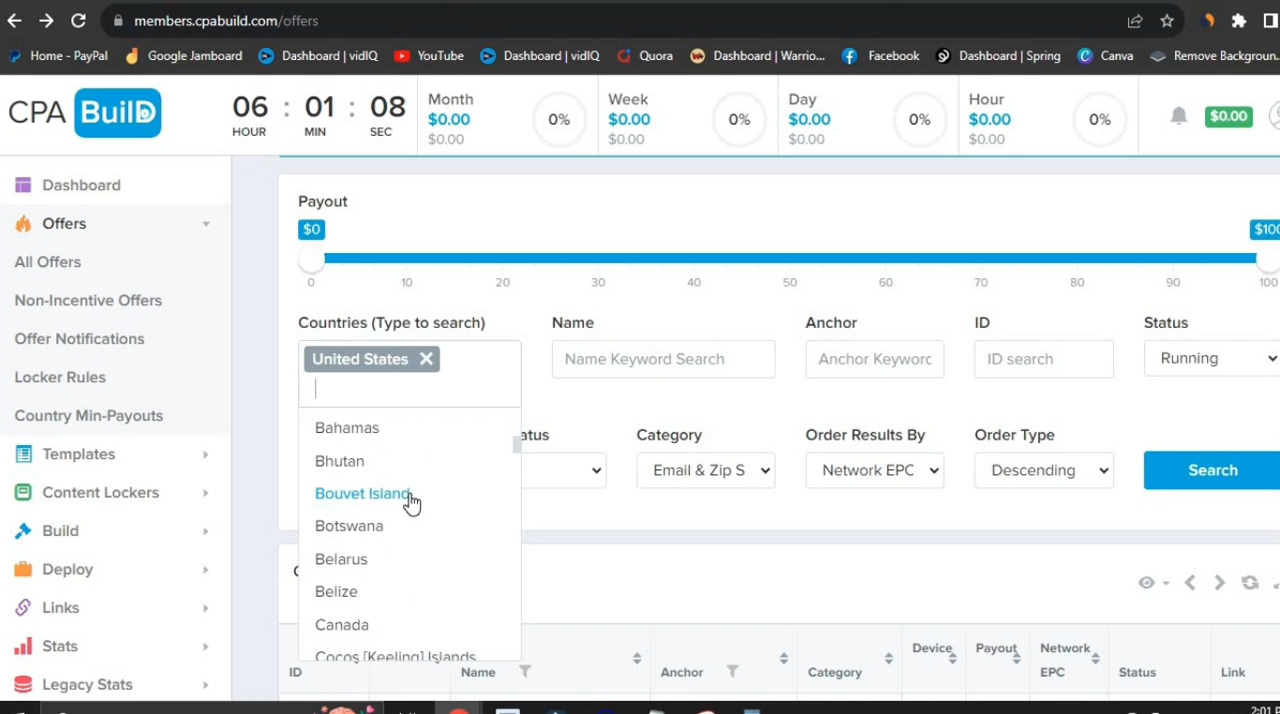 members.cpabuild.com/offers
Home - PayPal Google Jamboard Dashboard | vidIQ YouTube Dashboard | vidIQ Quora Dashboard | Warrio... Facebook Dashboard | Spring Canva Remove Backgroun...
CPA BuilD
06 : 01 : 08
HOUR MIN SEC
Month
$0.00
$0.00
0%
Week
$0.00
$0.00
0%
Day
$0.00
$0.00
0%
Hour
$0.00
$0.00
0%
$0.00
Dashboard
Offers
All Offers
Non-Incentive Offers
Offer Notifications
Locker Rules
Country Min-Payouts
Templates
Content Lockers
Build
Deploy
Links
Stats
Legacy Stats
Payout
$0 $100
0 10 20 30 40 50 60 70 80 90 100
Countries (Type to search) Name Anchor ID Status
United States × Name Keyword Search Anchor Keyword ID search Running
Bahamas
Bhutan
Bouvet Island
Botswana
Belarus
Belize
Canada
Cocos [Keeling] Islands
atus Category Order Results By Order Type
Email & Zip S Network EPC Descending Search
ID Name Anchor Category Device Payout Network EPC Status Link